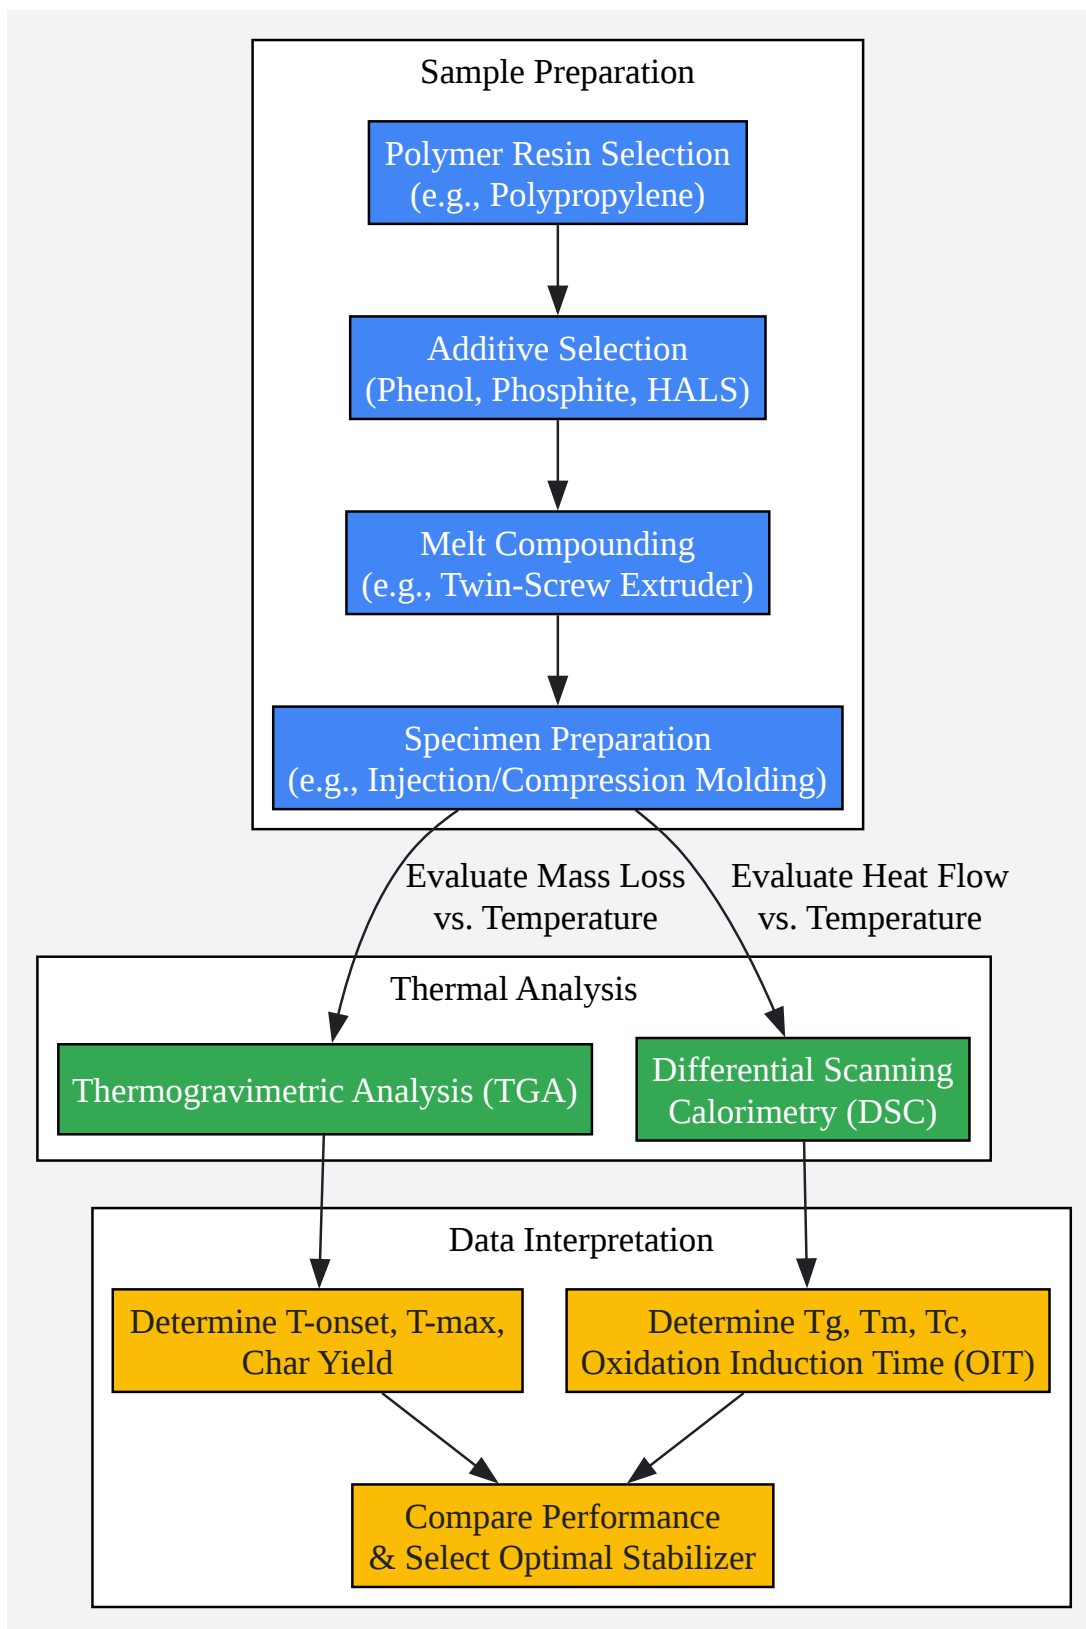 Sample Preparation
Polymer Resin Selection
(e.g., Polypropylene)
Additive Selection
(Phenol, Phosphite, HALS)
Melt Compounding
(e.g., Twin-Screw Extruder)
Specimen Preparation
(e.g., Injection/Compression Molding)
Evaluate Mass Loss
vs. Temperature
Evaluate Heat Flow
vs. Temperature
Thermal Analysis
Thermogravimetric Analysis (TGA)
Differential Scanning
Calorimetry (DSC)
Data Interpretation
Determine T-onset, T-max,
Char Yield
Determine Tg, Tm, Tc,
Oxidation Induction Time (OIT)
Compare Performance
& Select Optimal Stabilizer